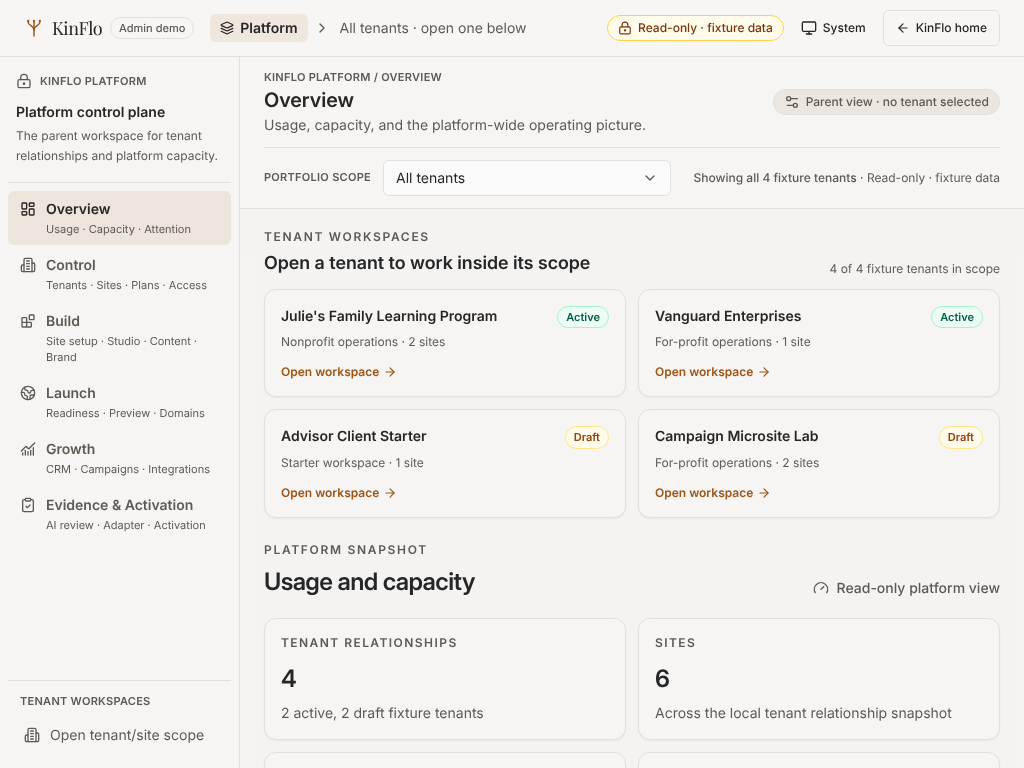 KinFlo
Admin demo
Platform
All tenants · open one below
Read-only · fixture data
System
KinFlo home
KINFLO PLATFORM
Platform control plane
The parent workspace for tenant
relationships and platform capacity.
Overview
Usage · Capacity · Attention
Control
Tenants · Sites · Plans · Access
Build
Site setup · Studio · Content ·
Brand
Launch
Readiness · Preview · Domains
Growth
CRM · Campaigns · Integrations
Evidence & Activation
AI review · Adapter · Activation
TENANT WORKSPACES
Open tenant/site scope
KINFLO PLATFORM / OVERVIEW
Overview
Usage, capacity, and the platform-wide operating picture.
Parent view · no tenant selected
PORTFOLIO SCOPE
All tenants
Showing all 4 fixture tenants · Read-only · fixture data
TENANT WORKSPACES
Open a tenant to work inside its scope
4 of 4 fixture tenants in scope
Julie's Family Learning Program
Active
Nonprofit operations · 2 sites
Open workspace
Vanguard Enterprises
Active
For-profit operations · 1 site
Open workspace
Advisor Client Starter
Draft
Starter workspace · 1 site
Open workspace
Campaign Microsite Lab
Draft
For-profit operations · 2 sites
Open workspace
PLATFORM SNAPSHOT
Usage and capacity
Read-only platform view
TENANT RELATIONSHIPS
4
2 active, 2 draft fixture tenants
SITES
6
Across the local tenant relationship snapshot